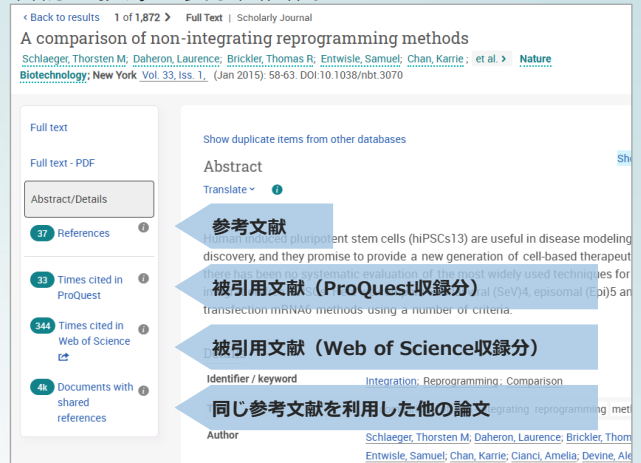 ‹ Back to results 1 of 1,872 › Full Text | Scholarly Journal
A comparison of non-integrating reprogramming methods
Schlaeger, Thorsten M; Daheron, Laurence; Brickler, Thomas R; Entwisle, Samuel; Chan, Karrie; et al. › Nature
Biotechnology; New York Vol. 33, Iss. 1, (Jan 2015): 58-63. DOI:10.1038/nbt.3070
Full text
Full text - PDF
Abstract/Details
37 References
33 Times cited in
ProQuest
344 Times cited in
Web of Science
4k Documents with
shared
references
Show duplicate items from other databases
Abstract
Translate
参考文献
Human induced pluripotent stem cells (hiPSCs13) are useful in disease modeling
discovery, and they promise to provide a new generation of cell-based therapeut
there has been no systematic evaluation of the most widely used techniques for
被引用文献（ProQuest収録分）
(SeV)4, episomal (Epi)5 an
transfection mRNA6 methods using a number of criteria.
被引用文献（Web of Science収録分）
Identifier / keyword
Integration; Reprogramming; Comparison
同じ参考文献を利用した他の論文
reprogramming
Author
Schlaeger, Thorsten M; Daheron, Laurence; Brickler, Thom
Entwisle, Samuel; Chan, Karrie; Cianci, Amelia; Devine, Ale